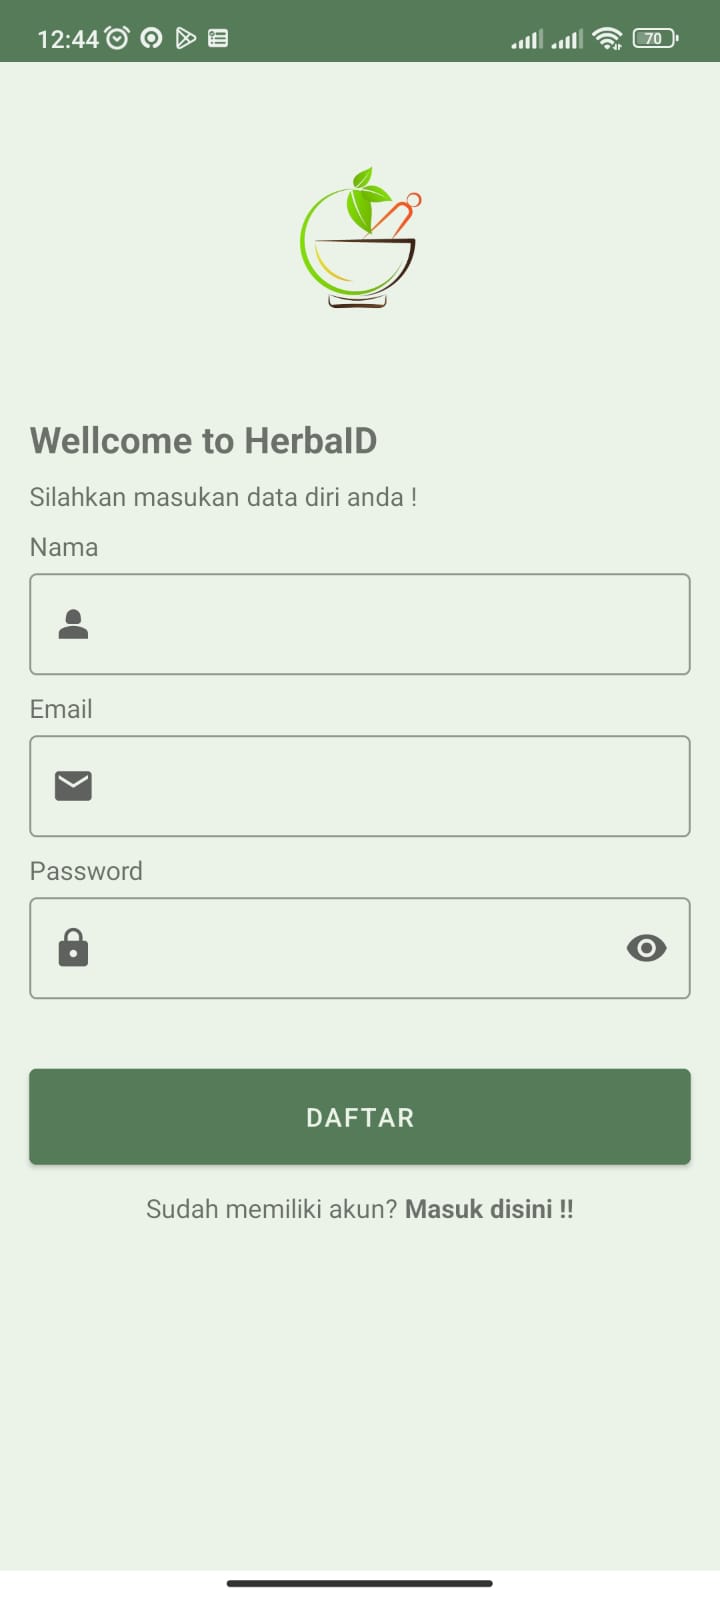 12:44
70
Wellcome to HerbaID
Silahkan masukan data diri anda !
Nama
Email
Password
DAFTAR
Sudah memiliki akun? Masuk disini !!